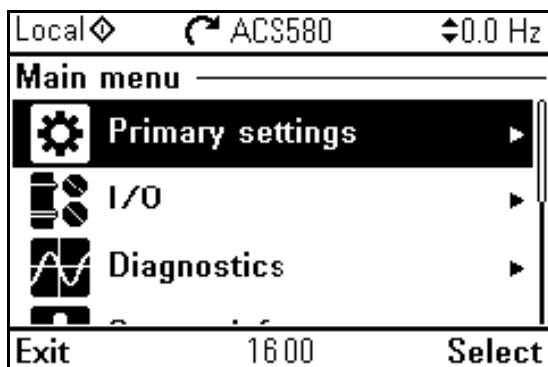 Local ACS580 0.0 Hz
Main menu
Primary settings
I/O
Diagnostics
Exit 16 00 Select